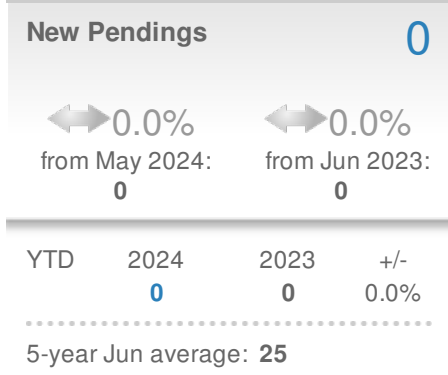 New Pendings 0
0.0% 0.0%
from May 2024: from Jun 2023:
0 0
YTD 2024 2023 +/-
0 0 0.0%
5-year Jun average: 25